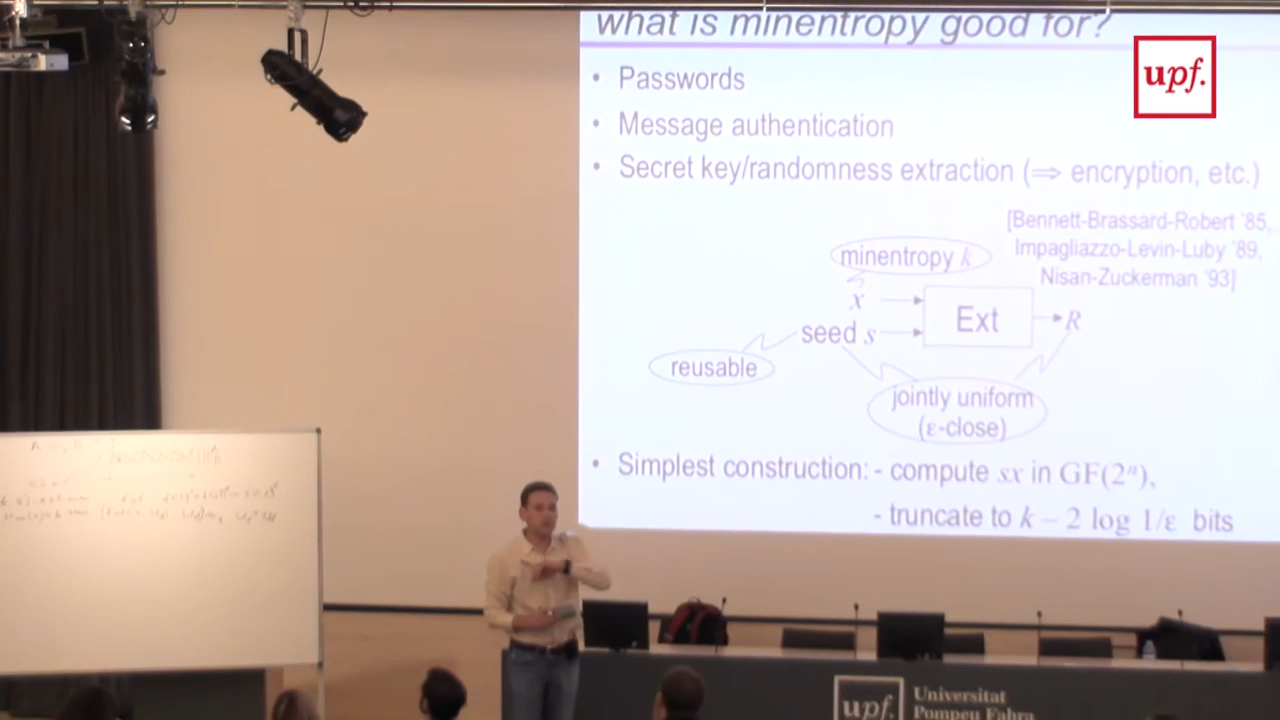 what is minentropy good for?
upf.
• Passwords
• Message authentication
• Secret key/randomness extraction (⇒ encryption, etc.)
[Bennett-Brassard-Robert '85,
Impagliazzo-Levin-Luby '89,
Nisan-Zuckerman '93]
minentropy k
x
Ext
R
seed s
reusable
jointly uniform
(ε-close)
• Simplest construction: - compute sx in GF(2ⁿ),
- truncate to k – 2 log 1/ε bits
upf.
Universitat
Pompeu Fabra